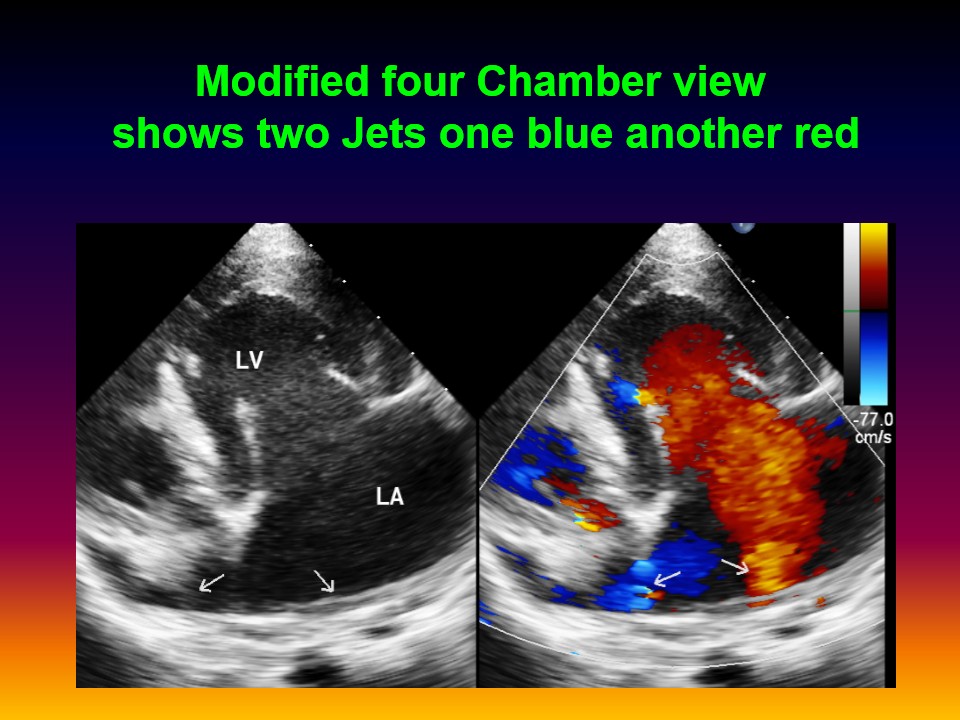 Modified four Chamber view
shows two Jets one blue another red
LV
LA
-77.0
cm/s